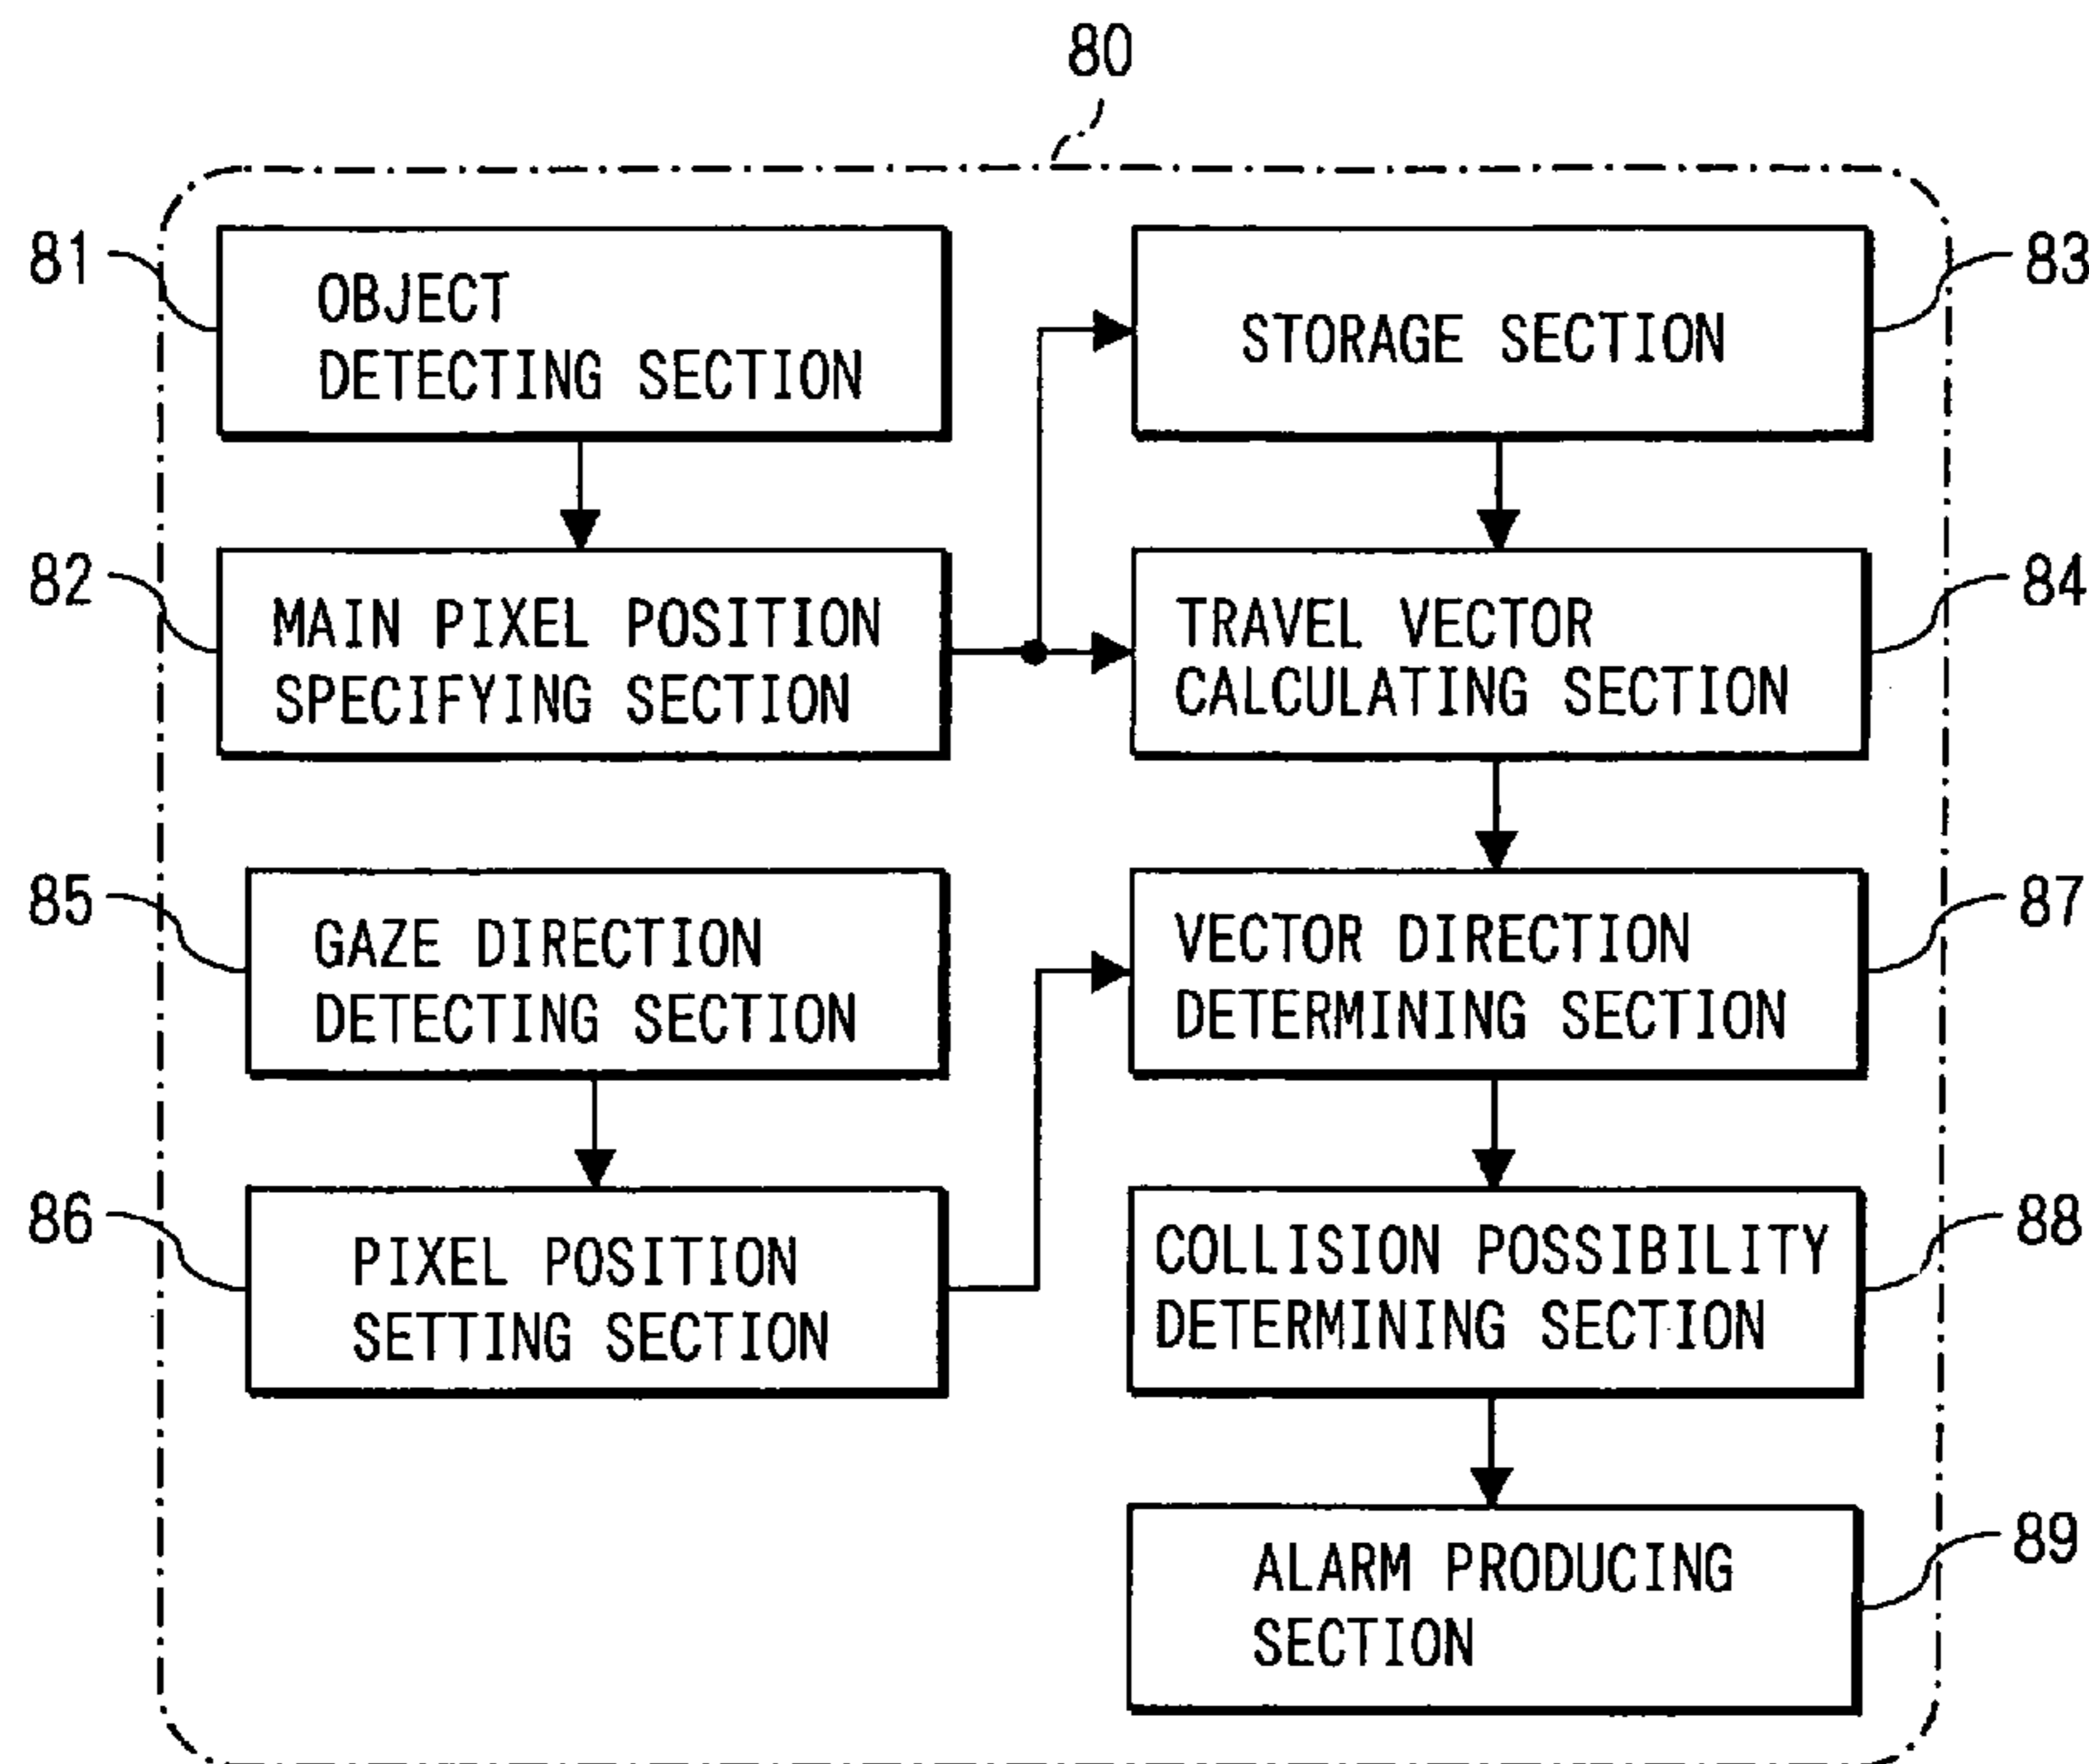 80
81
OBJECT
DETECTING SECTION
83
STORAGE SECTION
82
MAIN PIXEL POSITION
SPECIFYING SECTION
84
TRAVEL VECTOR
CALCULATING SECTION
85
GAZE DIRECTION
DETECTING SECTION
87
VECTOR DIRECTION
DETERMINING SECTION
86
PIXEL POSITION
SETTING SECTION
88
COLLISION POSSIBILITY
DETERMINING SECTION
89
ALARM PRODUCING
SECTION